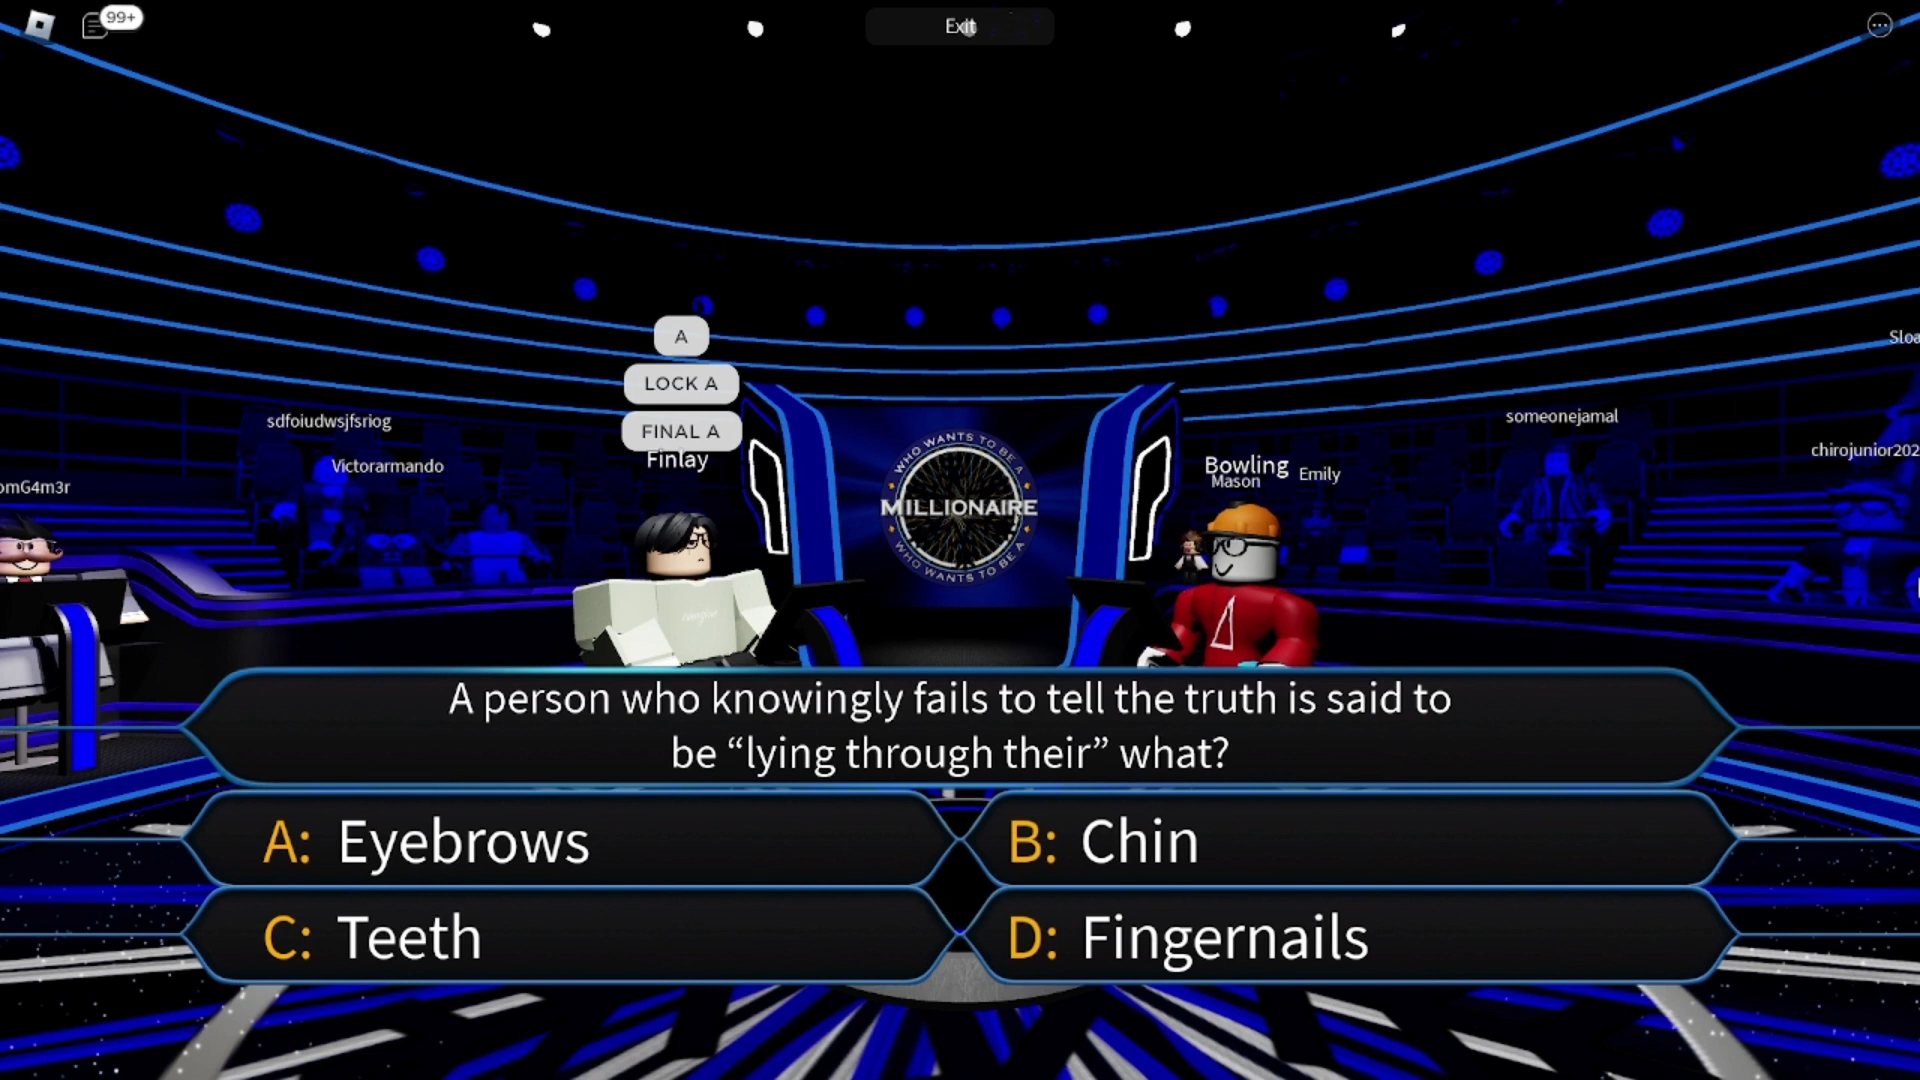 99+
Exit
A
LOCK A
FINAL A
Finlay
sdfoiudwsjfsriog
Victorarmando
omG4m3r
WHO WANTS TO BE A
MILLIONAIRE
WHO WANTS TO BE A
Bowling
Mason
Emily
someonejamal
Sloa
chirojunior202
A person who knowingly fails to tell the truth is said to
be “lying through their” what?
A: Eyebrows
B: Chin
C: Teeth
D: Fingernails